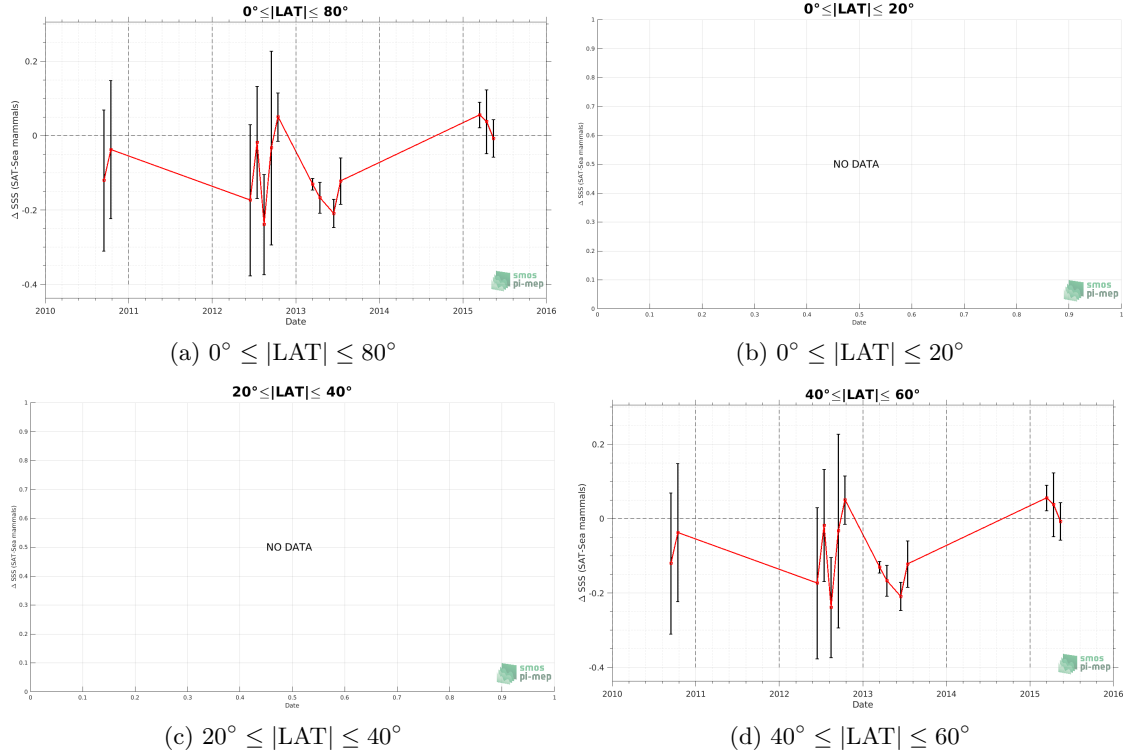 0°≤|LAT|≤ 80°
Δ SSS (SAT-Sea mammals)
0.2
0
-0.2
-0.4
2010 2011 2012 2013 2014 2015 2016
Date
smos
pi-mep
(a) 0° ≤ |LAT| ≤ 80°
0°≤|LAT|≤ 20°
Δ SSS (SAT-Sea mammals)
1
0.9
0.8
0.7
0.6
0.5
0.4
0.3
0.2
0.1
0
NO DATA
0 0.1 0.2 0.3 0.4 0.5 0.6 0.7 0.8 0.9 1
Date
smos
pi-mep
(b) 0° ≤ |LAT| ≤ 20°
20°≤|LAT|≤ 40°
Δ SSS (SAT-Sea mammals)
1
0.9
0.8
0.7
0.6
0.5
0.4
0.3
0.2
0.1
0
NO DATA
0 0.1 0.2 0.3 0.4 0.5 0.6 0.7 0.8 0.9 1
Date
smos
pi-mep
(c) 20° ≤ |LAT| ≤ 40°
40°≤|LAT|≤ 60°
Δ SSS (SAT-Sea mammals)
0.2
0
-0.2
-0.4
2010 2011 2012 2013 2014 2015 2016
Date
smos
pi-mep
(d) 40° ≤ |LAT| ≤ 60°